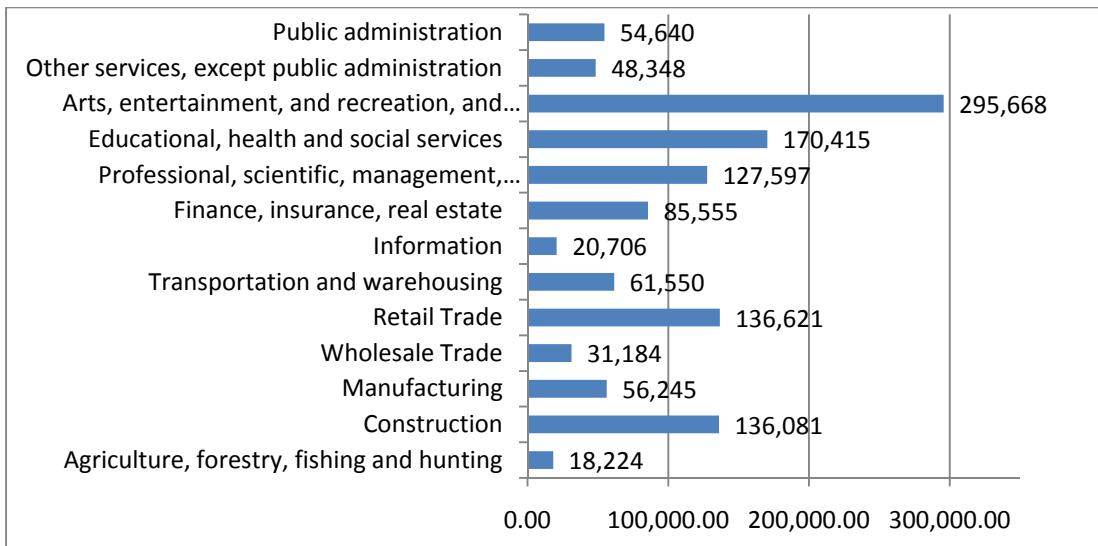 Public administration 54,640
Other services, except public administration 48,348
Arts, entertainment, and recreation, and... 295,668
Educational, health and social services 170,415
Professional, scientific, management,... 127,597
Finance, insurance, real estate 85,555
Information 20,706
Transportation and warehousing 61,550
Retail Trade 136,621
Wholesale Trade 31,184
Manufacturing 56,245
Construction 136,081
Agriculture, forestry, fishing and hunting 18,224
0.00 100,000.00 200,000.00 300,000.00